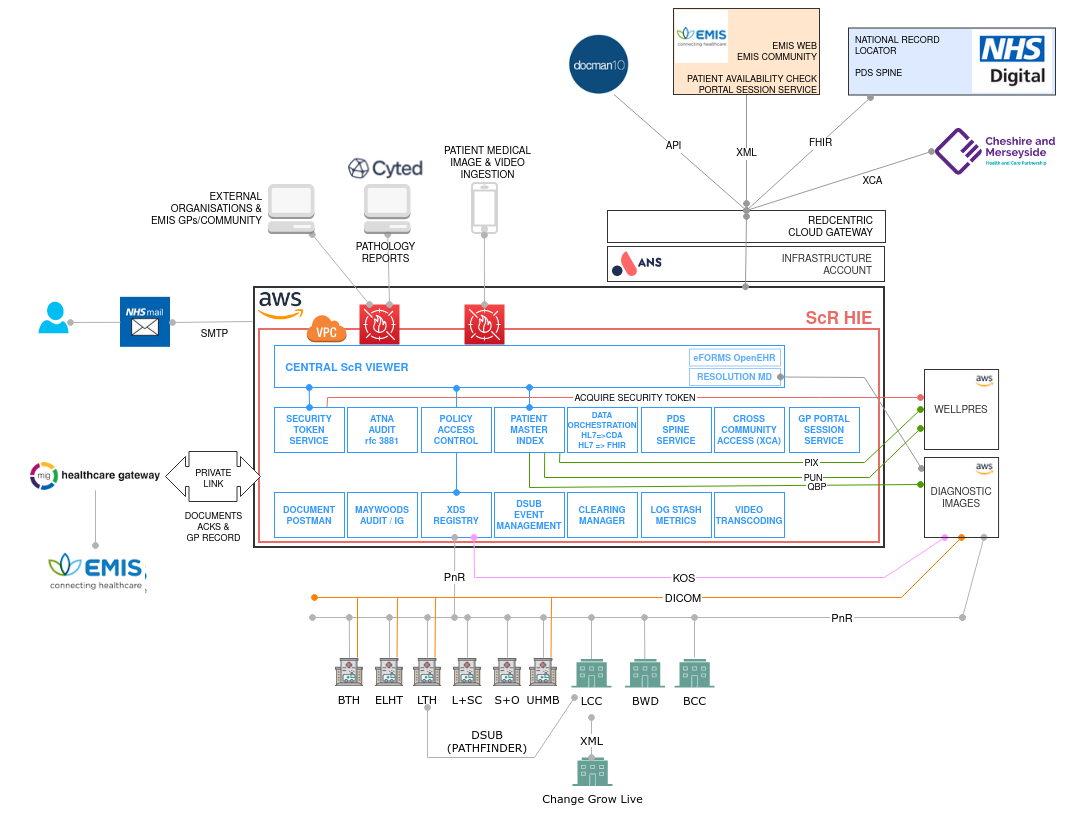 docman10
EMIS
connecting healthcare
EMIS WEB
EMIS COMMUNITY
PATIENT AVAILABILITY CHECK
PORTAL SESSION SERVICE
NATIONAL RECORD
LOCATOR
PDS SPINE
NHS
Digital
API
XML
FHIR
XCA
Cheshire and
Merseyside
Health and Care Partnership
Cyted
PATIENT MEDICAL
IMAGE & VIDEO
INGESTION
EXTERNAL
ORGANISATIONS &
EMIS GPs/COMMUNITY
PATHOLOGY
REPORTS
REDCENTRIC
CLOUD GATEWAY
ANS
INFRASTRUCTURE
ACCOUNT
NHS mail
SMTP
aws
VPC
ScR HIE
CENTRAL ScR VIEWER
eFORMS OpenEHR
RESOLUTION MD
ACQUIRE SECURITY TOKEN
SECURITY
TOKEN
SERVICE
ATNA
AUDIT
rfc 3881
POLICY
ACCESS
CONTROL
PATIENT
MASTER
INDEX
DATA
ORCHESTRATION
HL7=>CDA
HL7 => FHIR
PDS
SPINE
SERVICE
CROSS
COMMUNITY
ACCESS (XCA)
GP PORTAL
SESSION
SERVICE
aws
WELLPRES
PIX
PUN
QBP
aws
DIAGNOSTIC
IMAGES
mig healthcare gateway
PRIVATE
LINK
DOCUMENTS
ACKS &
GP RECORD
DOCUMENT
POSTMAN
MAYWOODS
AUDIT / IG
XDS
REGISTRY
DSUB
EVENT
MANAGEMENT
CLEARING
MANAGER
LOG STASH
METRICS
VIDEO
TRANSCODING
EMIS
connecting healthcare
PnR
KOS
DICOM
PnR
BTH
ELHT
LTH
L+SC
S+O
UHMB
LCC
BWD
BCC
DSUB
(PATHFINDER)
XML
Change Grow Live